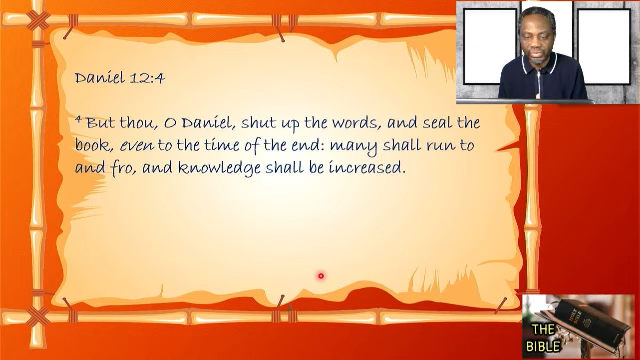 Daniel 12:4
4 But thou, O Daniel, shut up the words, and seal the
book, even to the time of the end: many shall run to
and fro, and knowledge shall be increased.
THE
BIBLE